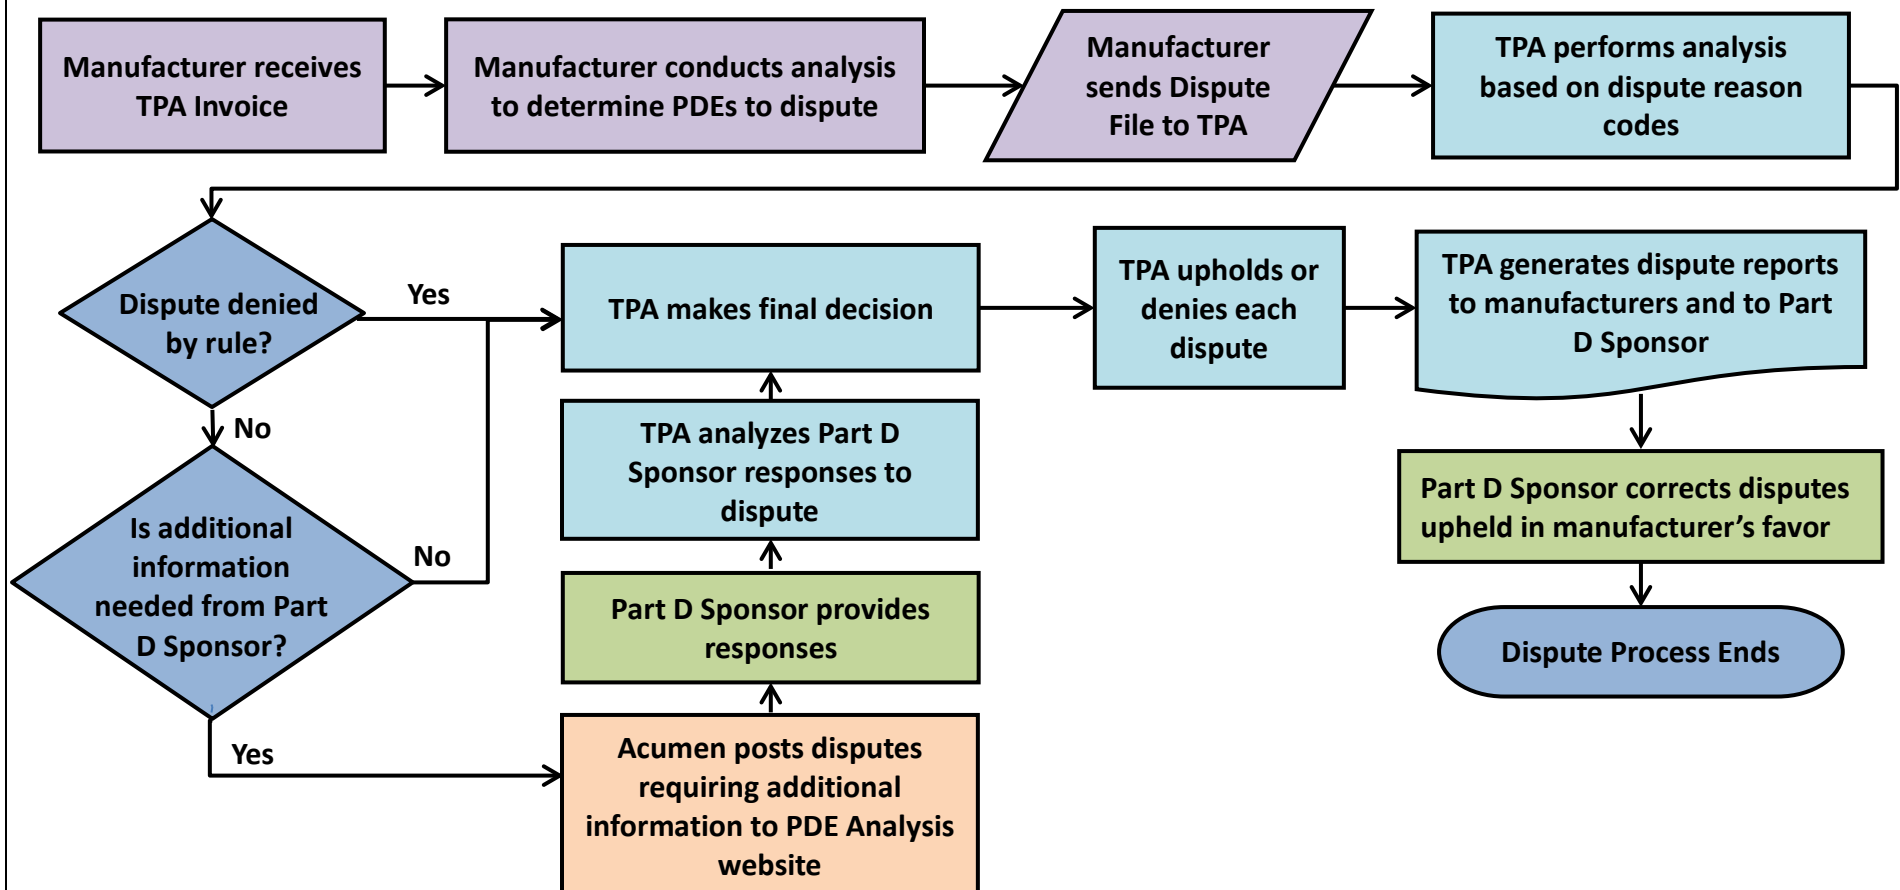 Manufacturer receives
TPA Invoice
Manufacturer conducts analysis
to determine PDEs to dispute
Manufacturer
sends Dispute
File to TPA
TPA performs analysis
based on dispute reason
codes
Dispute denied
by rule?
Yes
No
TPA makes final decision
TPA upholds or
denies each
dispute
TPA generates dispute reports
to manufacturers and to Part
D Sponsor
Is additional
information
needed from Part
D Sponsor?
No
Yes
TPA analyzes Part D
Sponsor responses to
dispute
Part D Sponsor provides
responses
Acumen posts disputes
requiring additional
information to PDE Analysis
website
Part D Sponsor corrects disputes
upheld in manufacturer’s favor
Dispute Process Ends